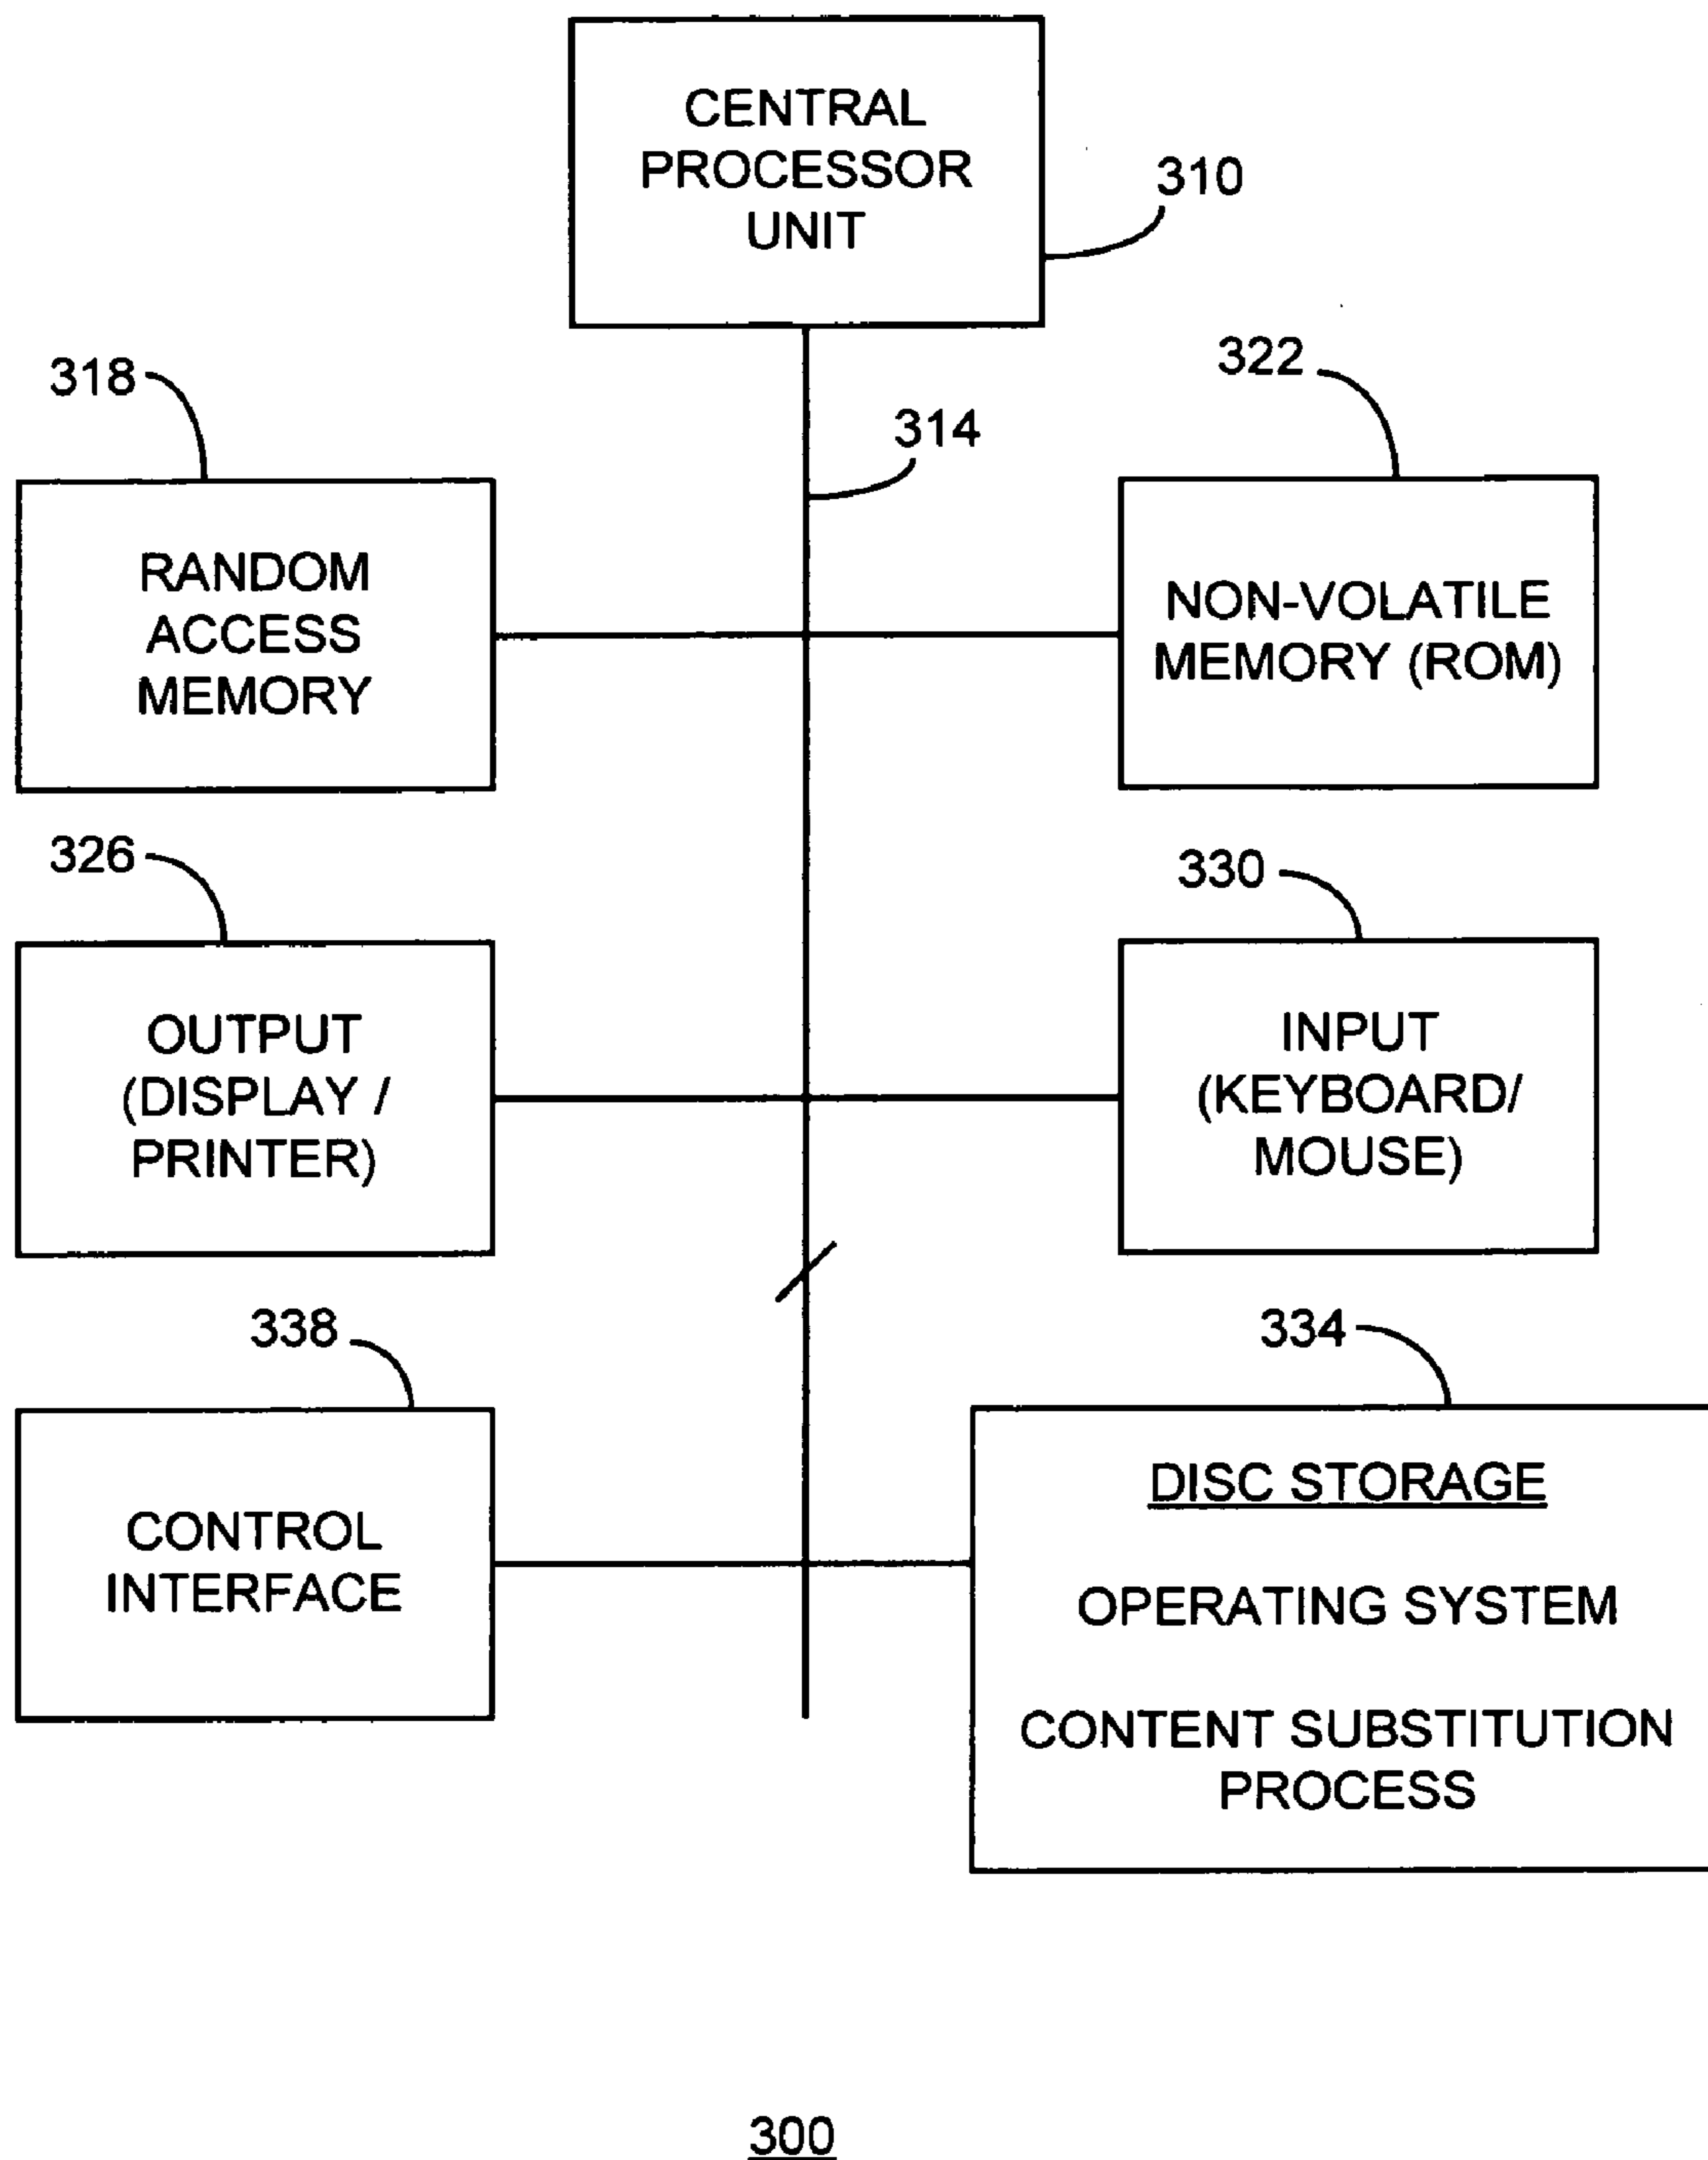 CENTRAL
PROCESSOR
UNIT
310
318
322
314
RANDOM
ACCESS
MEMORY
NON-VOLATILE
MEMORY (ROM)
326
330
OUTPUT
(DISPLAY /
PRINTER)
INPUT
(KEYBOARD/
MOUSE)
338
334
CONTROL
INTERFACE
DISC STORAGE
OPERATING SYSTEM
CONTENT SUBSTITUTION
PROCESS
300